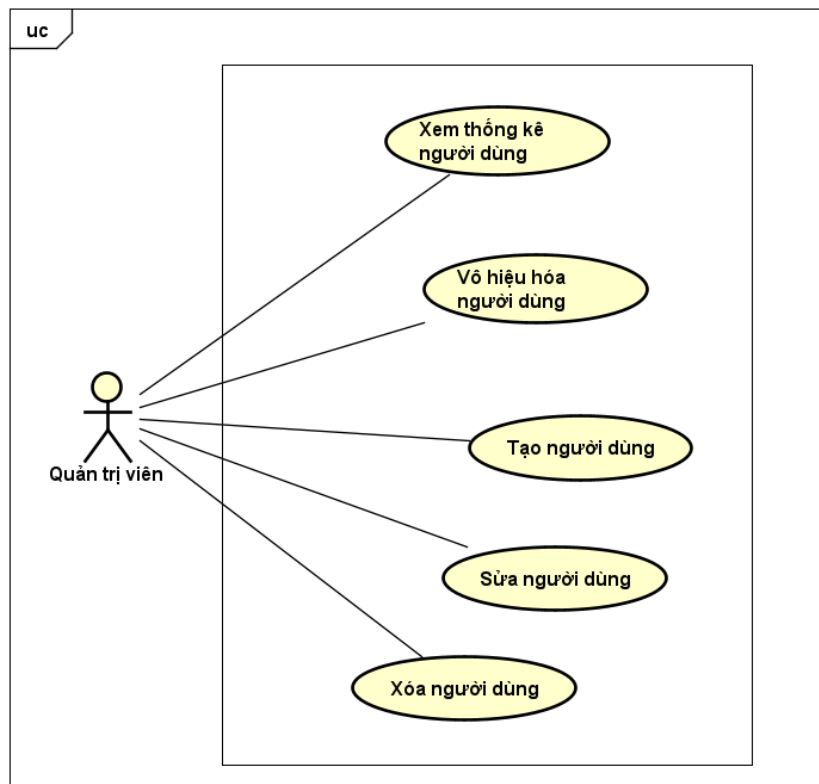 uc
Xem thống kê
người dùng
Vô hiệu hóa
người dùng
Tạo người dùng
Quản trị viên
Sửa người dùng
Xóa người dùng